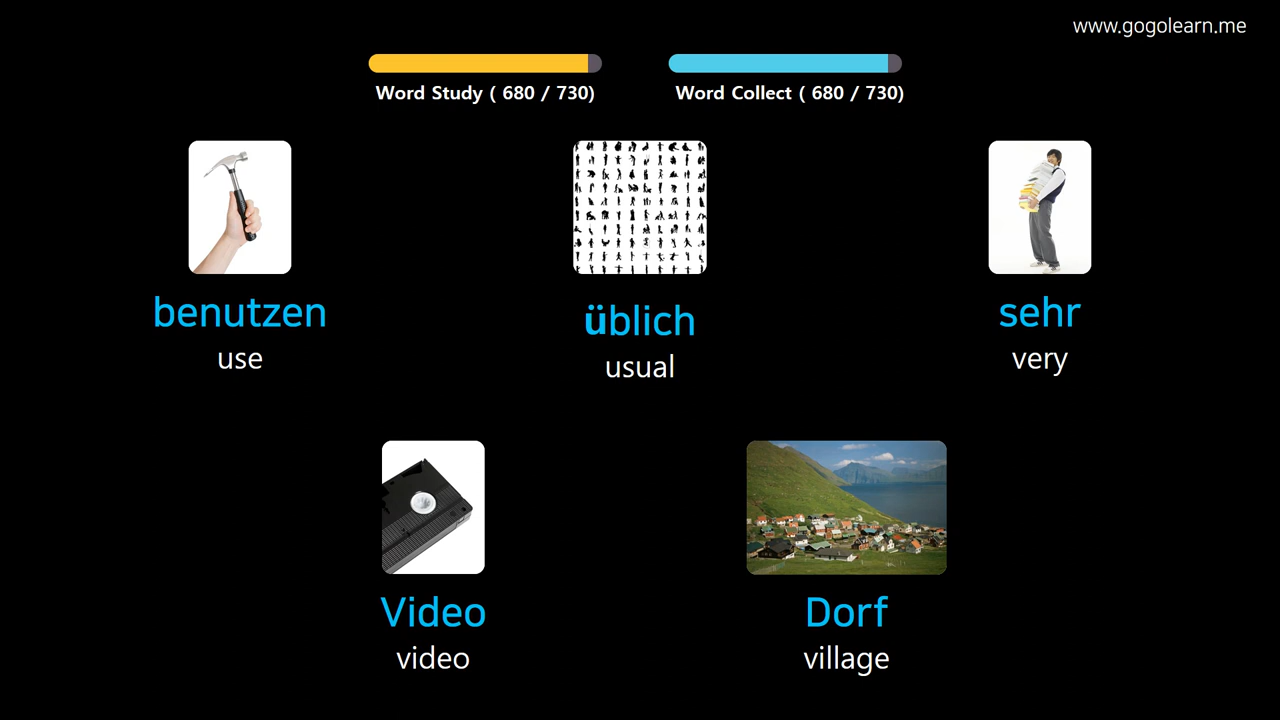 www.gogolearn.me
Word Study ( 680 / 730)
Word Collect ( 680 / 730)
benutzen
use
üblich
usual
sehr
very
Video
video
Dorf
village